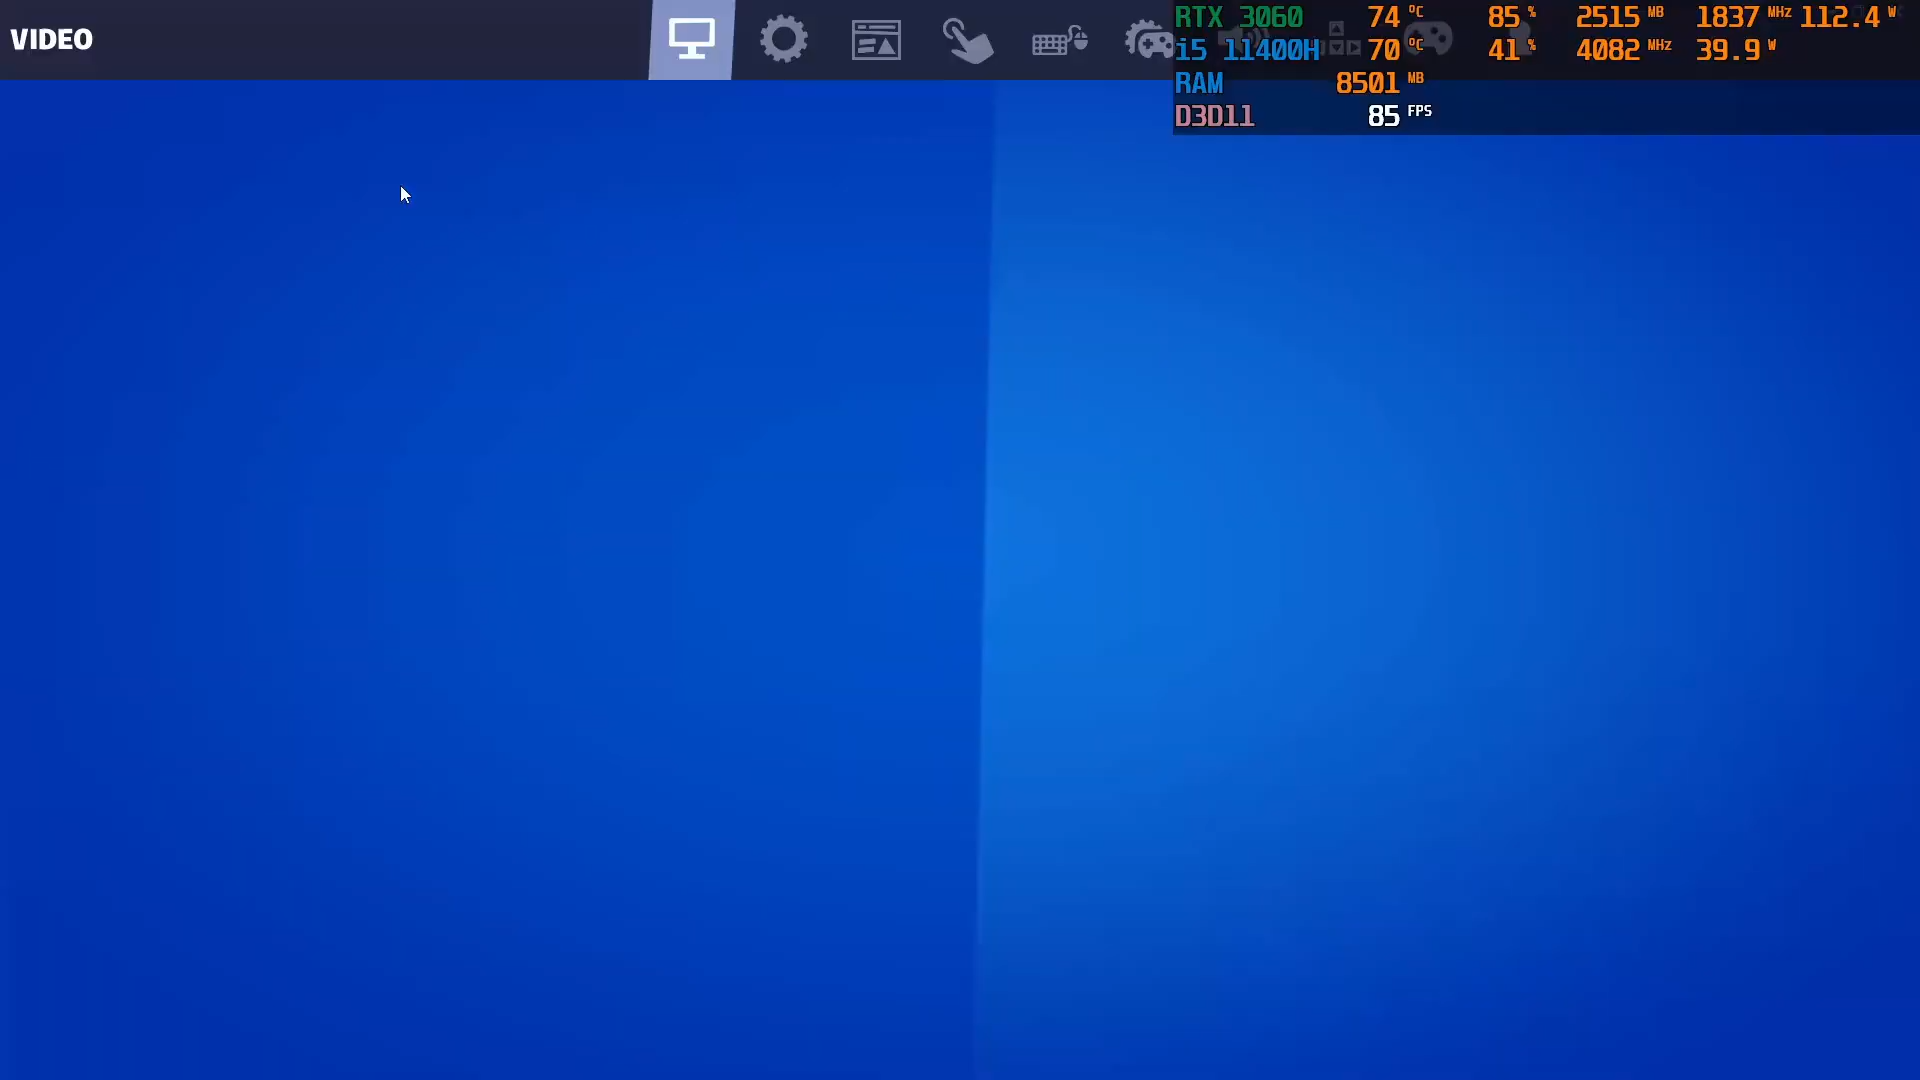 VIDEO
RTX 3060 74 °C 85 % 2515 MB 1837 MHz 112.4 W
i5 11400H 70 °C 41 % 4082 MHz 39.9 W
RAM 8501 MB
D3D11 85 FPS